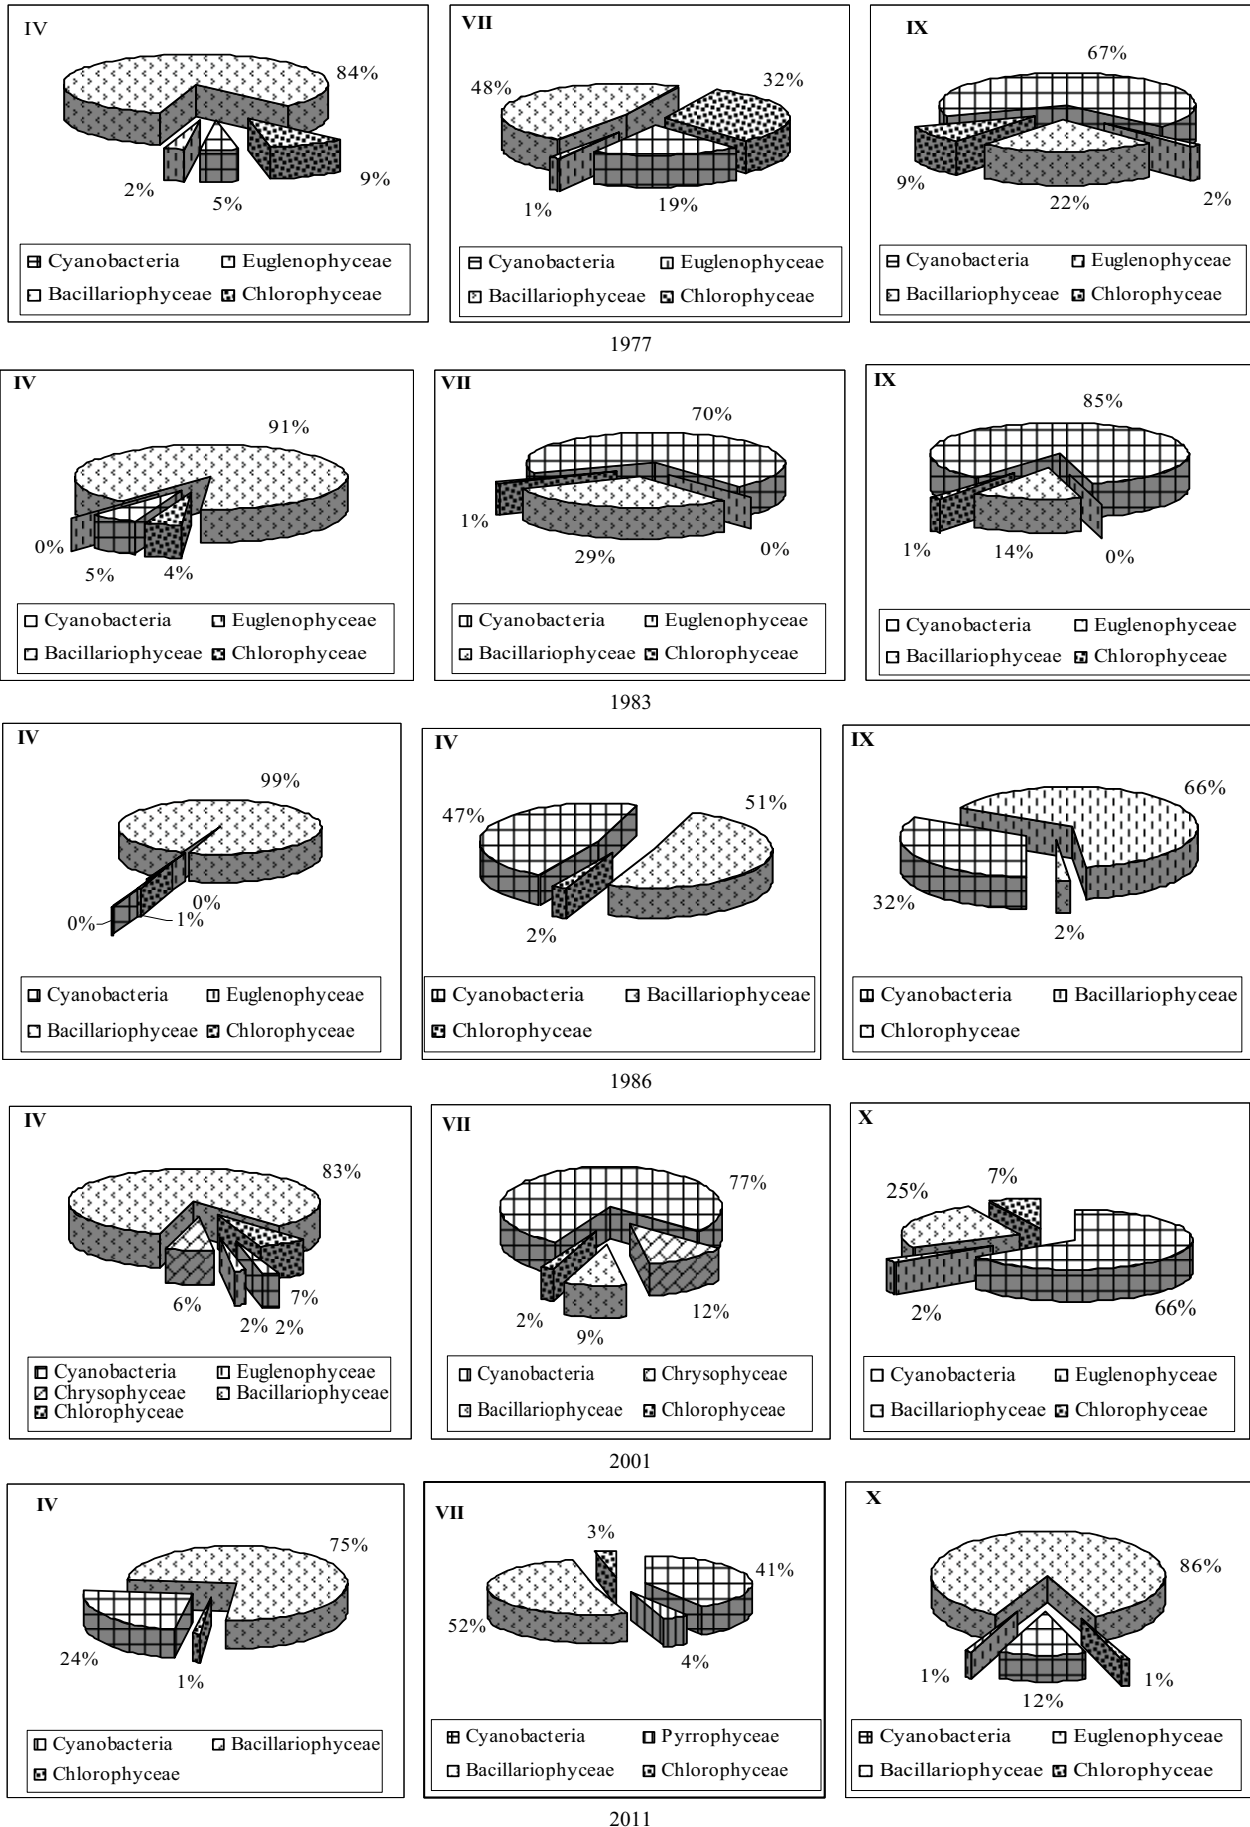 IV
84%
2%
5%
9%
Cyanobacteria Euglenophyceae
Bacillariophyceae Chlorophyceae
VII
48%
32%
1%
19%
Cyanobacteria Euglenophyceae
Bacillariophyceae Chlorophyceae
IX
67%
9%
22%
2%
Cyanobacteria Euglenophyceae
Bacillariophyceae Chlorophyceae
1977
IV
91%
0%
5%
4%
Cyanobacteria Euglenophyceae
Bacillariophyceae Chlorophyceae
VII
70%
1%
29%
0%
Cyanobacteria Euglenophyceae
Bacillariophyceae Chlorophyceae
IX
85%
1%
14%
0%
Cyanobacteria Euglenophyceae
Bacillariophyceae Chlorophyceae
1983
IV
99%
0%
0%
1%
Cyanobacteria Euglenophyceae
Bacillariophyceae Chlorophyceae
IV
47%
51%
2%
Cyanobacteria Bacillariophyceae
Chlorophyceae
IX
66%
32%
2%
Cyanobacteria Bacillariophyceae
Chlorophyceae
1986
IV
83%
6%
7%
2% 2%
Cyanobacteria Euglenophyceae
Chrysophyceae Bacillariophyceae
Chlorophyceae
VII
77%
2%
9%
12%
Cyanobacteria Chrysophyceae
Bacillariophyceae Chlorophyceae
X
7%
25%
2%
66%
Cyanobacteria Euglenophyceae
Bacillariophyceae Chlorophyceae
2001
IV
75%
24%
1%
Cyanobacteria Bacillariophyceae
Chlorophyceae
VII
3%
41%
52%
4%
Cyanobacteria Pyrrophyceae
Bacillariophyceae Chlorophyceae
X
86%
1%
12%
1%
Cyanobacteria Euglenophyceae
Bacillariophyceae Chlorophyceae
2011